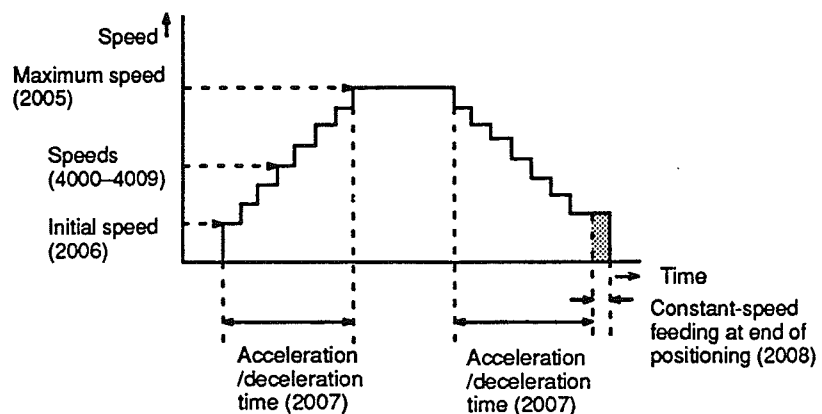 Speed
Maximum speed
(2005)
Speeds
(4000–4009)
Initial speed
(2006)
Time
Constant-speed
feeding at end of
positioning (2008)
Acceleration
/deceleration
time (2007)
Acceleration
/deceleration
time (2007)